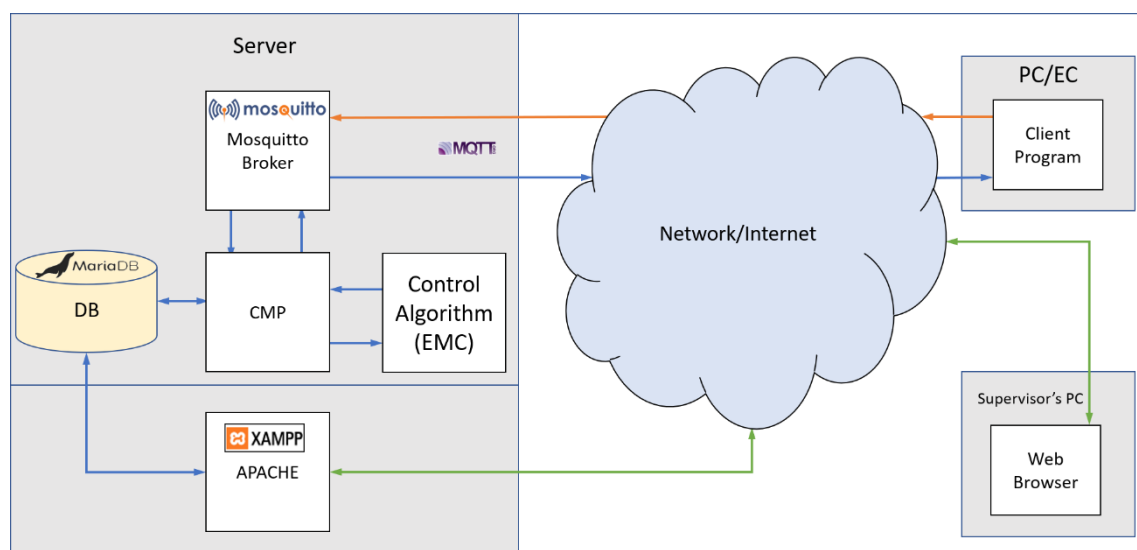 Server
mosquitto
Mosquitto
Broker
MQTT
PC/EC
Client
Program
Network/Internet
MariaDB
DB
CMP
Control
Algorithm
(EMC)
XAMPP
APACHE
Supervisor's PC
Web
Browser